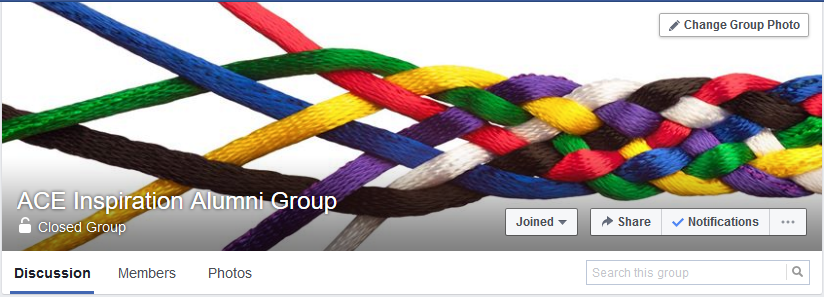 Change Group Photo
ACE Inspiration Alumni Group
Closed Group
Joined Share Notifications
Discussion Members Photos Search this group